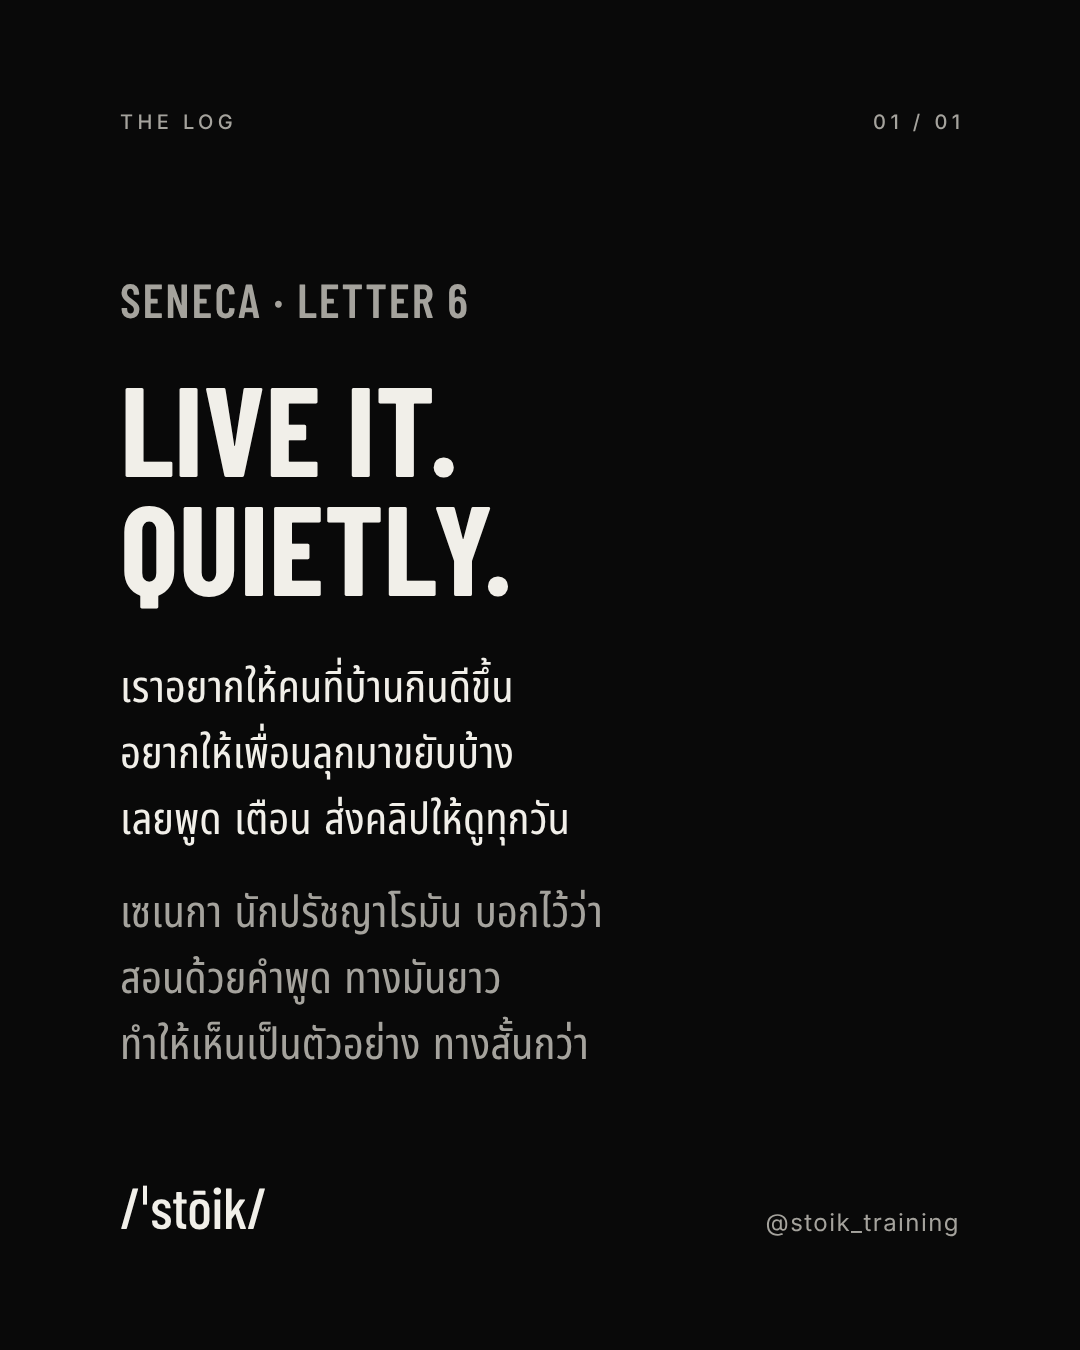 THE LOG
01 / 01
SENECA · LETTER 6
LIVE IT.
QUIETLY.
เราอยากให้คนที่บ้านกินดีขึ้น
อยากให้เพื่อนลุกมาขยับบ้าง
เลยพูด เตือน ส่งคลิปให้ดูทุกวัน
เซเนกา นักปรัชญาโรมัน บอกไว้ว่า
สอนด้วยคำพูด ทางมันยาว
ทำให้เห็นเป็นตัวอย่าง ทางสั้นกว่า
/ˈstōik/
@stoik_training